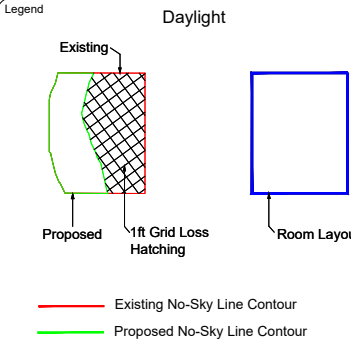 Legend
Daylight
Existing
Proposed
1ft Grid Loss
Hatching
Room Layou
Existing No-Sky Line Contour
Proposed No-Sky Line Contour